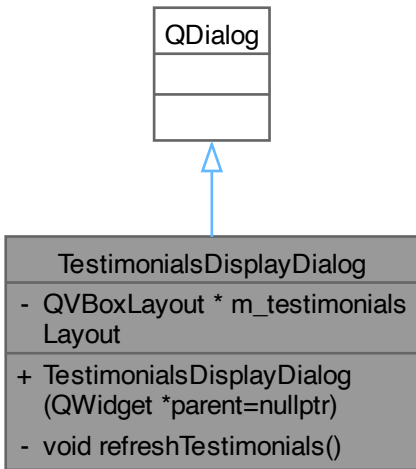 QDialog
TestimonialsDisplayDialog
- QVBoxLayout * m_testimonials
Layout
+ TestimonialsDisplayDialog
(QWidget *parent=nullptr)
- void refreshTestimonials()